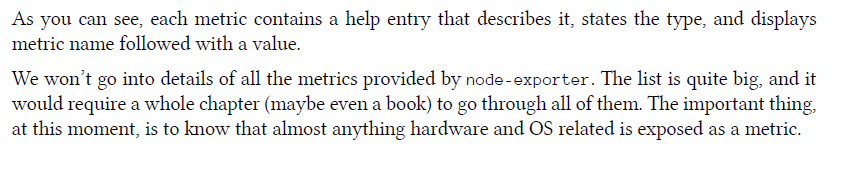 As you can see, each metric contains a help entry that describes it, states the type, and displays
metric name followed with a value.
We won't go into details of all the metrics provided by node-exporter. The list is quite big, and it
would require a whole chapter (maybe even a book) to go through all of them. The important thing,
at this moment, is to know that almost anything hardware and OS related is exposed as a metric.